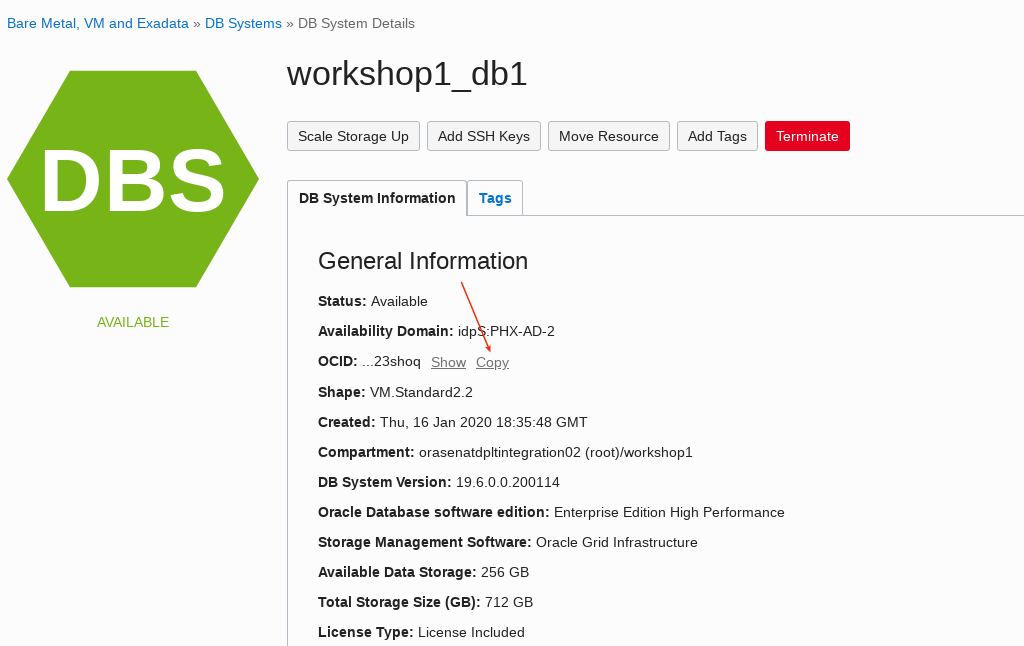 Bare Metal, VM and Exadata » DB Systems » DB System Details
DBS
AVAILABLE
workshop1_db1
Scale Storage Up Add SSH Keys Move Resource Add Tags Terminate
DB System Information Tags
General Information
Status: Available
Availability Domain: idpS:PHX-AD-2
OCID: ...23shoq Show Copy
Shape: VM.Standard2.2
Created: Thu, 16 Jan 2020 18:35:48 GMT
Compartment: orasenatdpltintegration02 (root)/workshop1
DB System Version: 19.6.0.0.200114
Oracle Database software edition: Enterprise Edition High Performance
Storage Management Software: Oracle Grid Infrastructure
Available Data Storage: 256 GB
Total Storage Size (GB): 712 GB
License Type: License Included